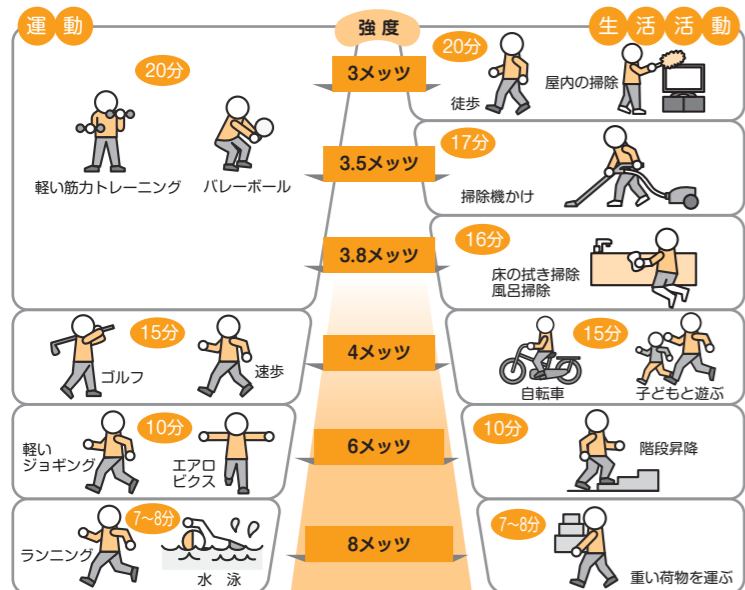 運動
強度
生活活動
3メッツ
20分
軽い筋力トレーニング
バレーボール
20分
徒歩
屋内の掃除
3.5メッツ
17分
掃除機かけ
3.8メッツ
16分
床の拭き掃除
風呂掃除
4メッツ
15分
ゴルフ
速歩
15分
自転車
子どもと遊ぶ
6メッツ
10分
軽い
ジョギング
エアロ
ビクス
10分
階段昇降
8メッツ
7〜8分
ランニング
水 泳
7〜8分
重い荷物を運ぶ